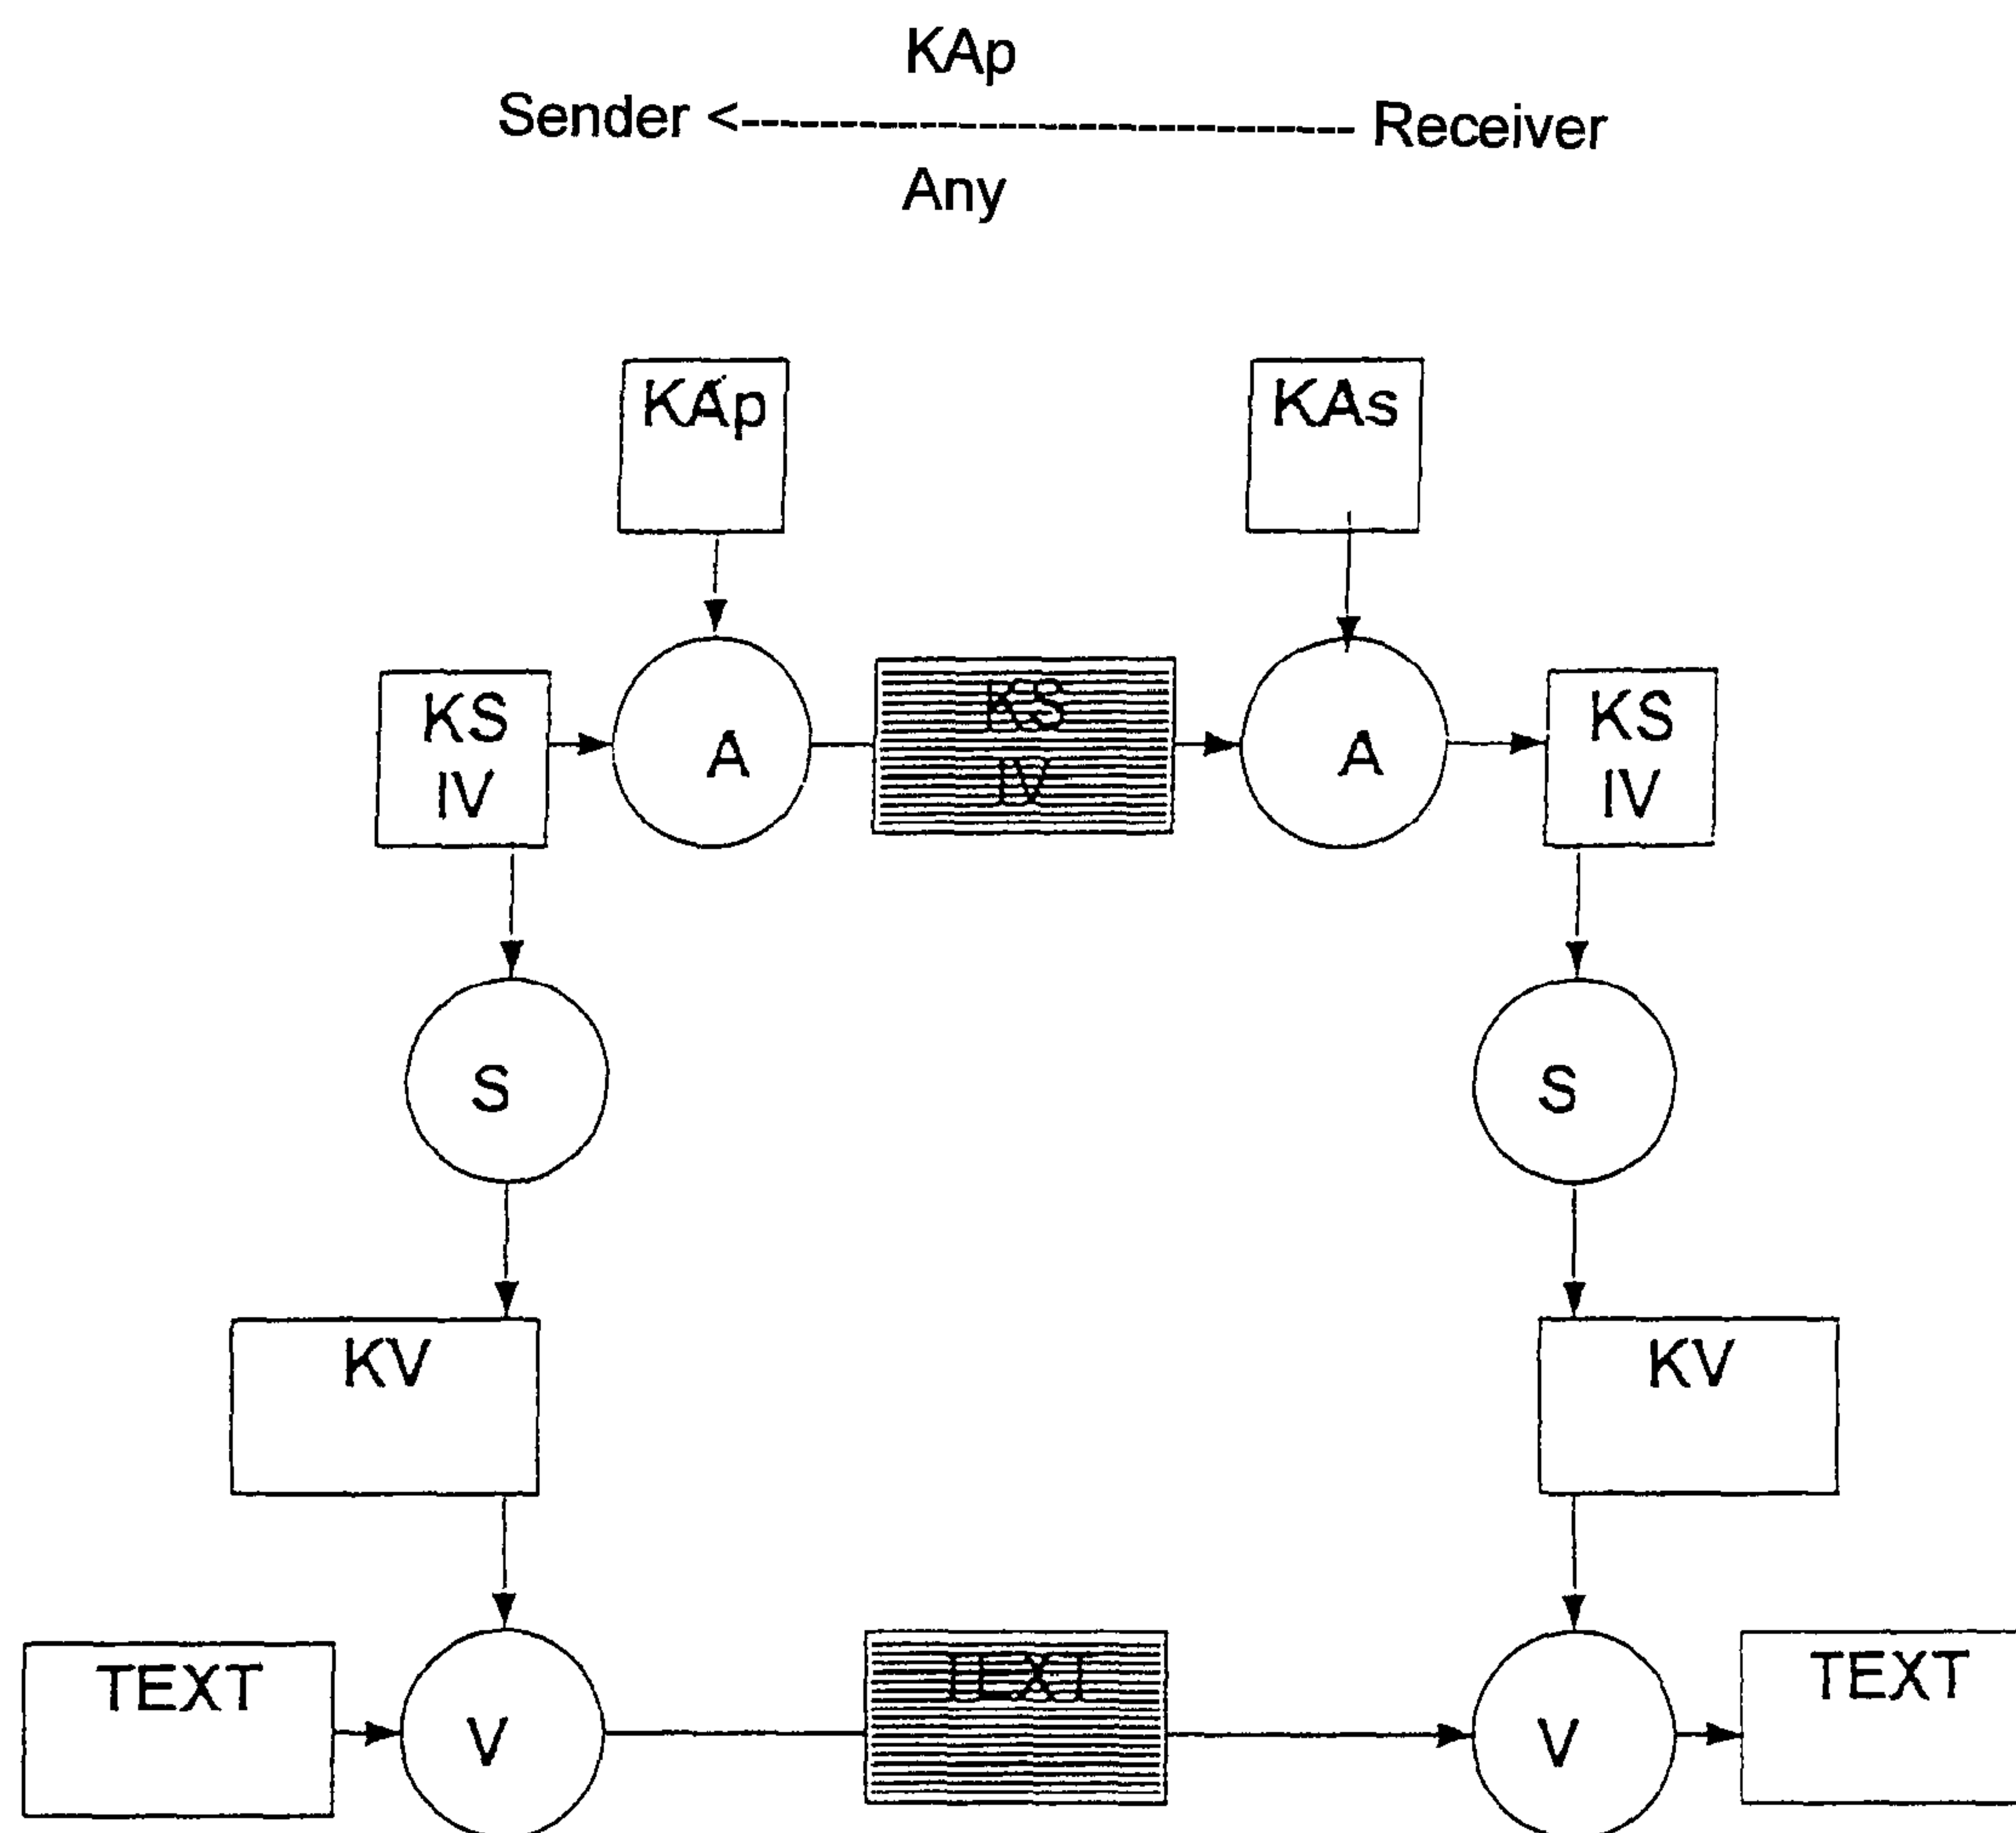 KAp
Sender <------------------------------ Receiver
Any
KAp
KAs
KS
IV
A
KS
IV
A
KS
IV
S
S
KV
KV
TEXT
V
TEXT
V
TEXT